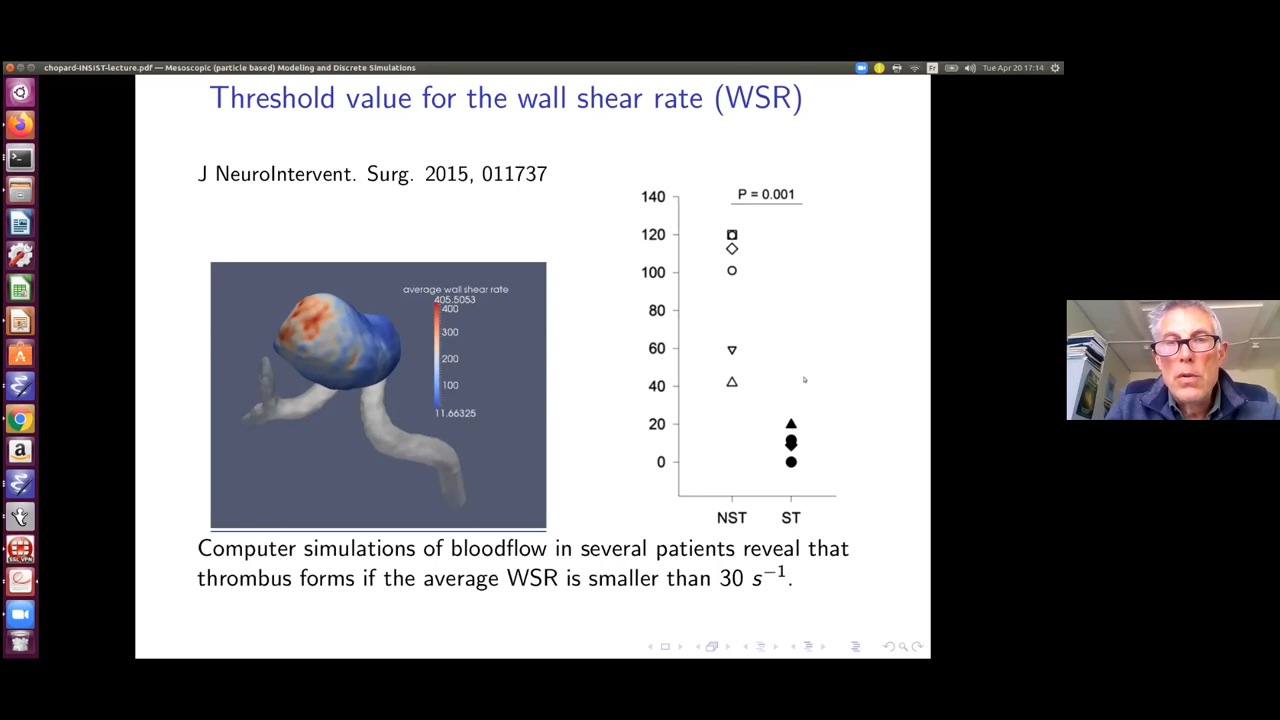 chopard-INSIST-lecture.pdf — Mesoscopic (particle based) Modeling and Discrete Simulations
Fr
Tue Apr 20 17:14
Threshold value for the wall shear rate (WSR)
J NeuroIntervent. Surg. 2015, 011737
average wall shear rate
405.5053
400
300
200
100
11.66325
P = 0.001
140
120
100
80
60
40
20
0
NST ST
Computer simulations of bloodflow in several patients reveal that
thrombus forms if the average WSR is smaller than 30 s⁻¹.
SSL VPN